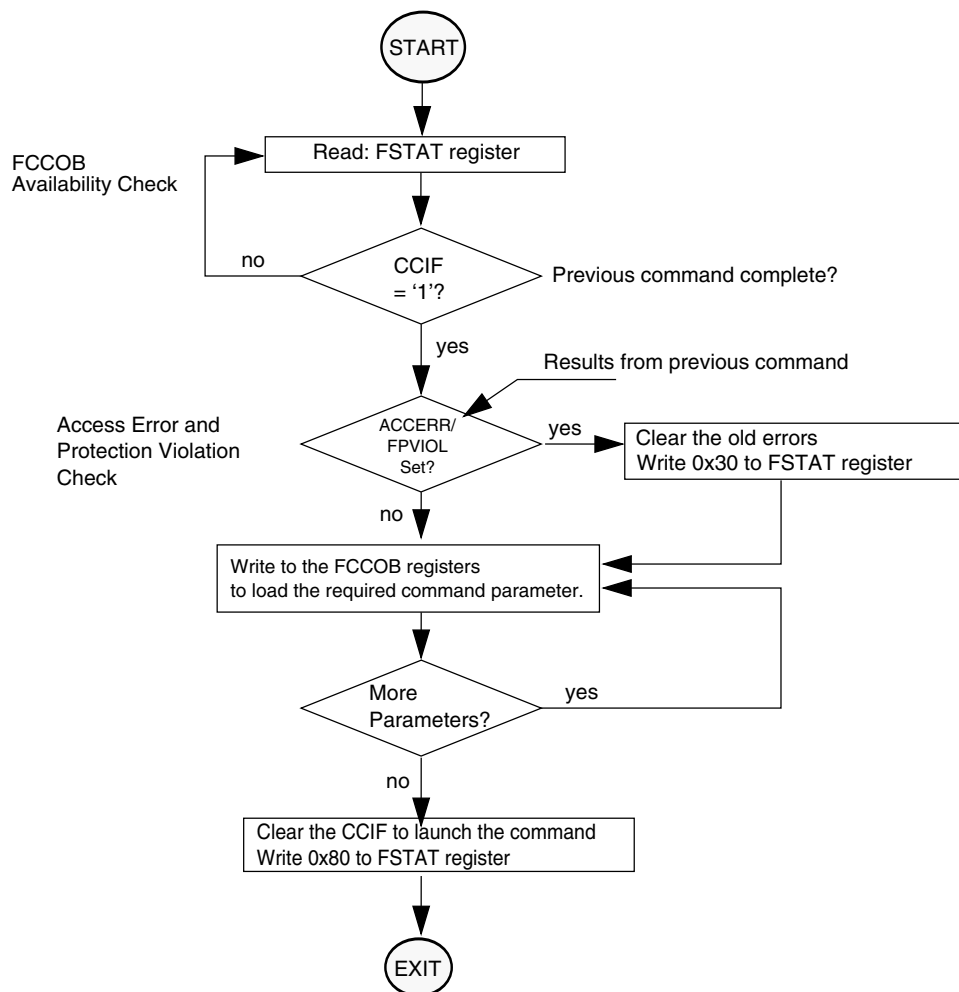 START
Read: FSTAT register
FCCOB
Availability Check
no
CCIF
= ‘1’?
Previous command complete?
yes
Results from previous command
Access Error and
Protection Violation
Check
ACCERR/
FPVIOL
Set?
yes
Clear the old errors
Write 0x30 to FSTAT register
no
Write to the FCCOB registers
to load the required command parameter.
More
Parameters?
yes
no
Clear the CCIF to launch the command
Write 0x80 to FSTAT register
EXIT